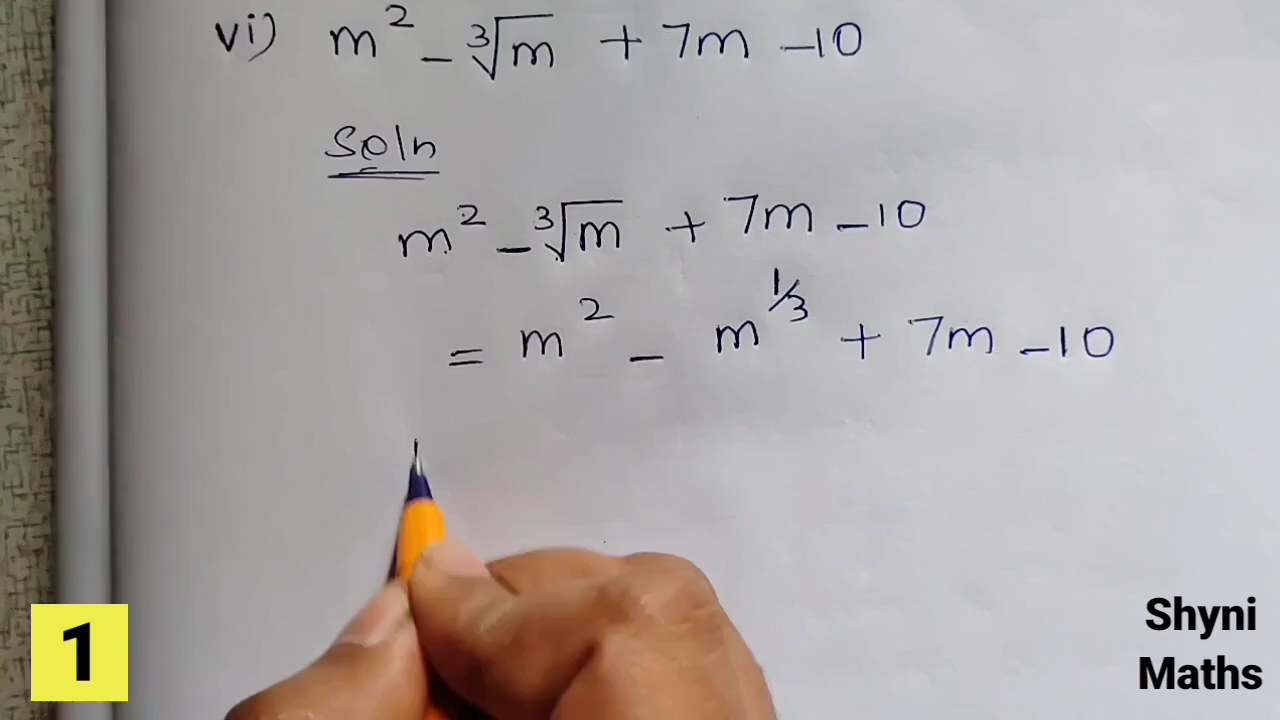 vi) m² - ∛m + 7m - 10
Soln
m² - ∛m + 7m - 10
= m² - m^1/3 + 7m - 10
1
Shyni
Maths